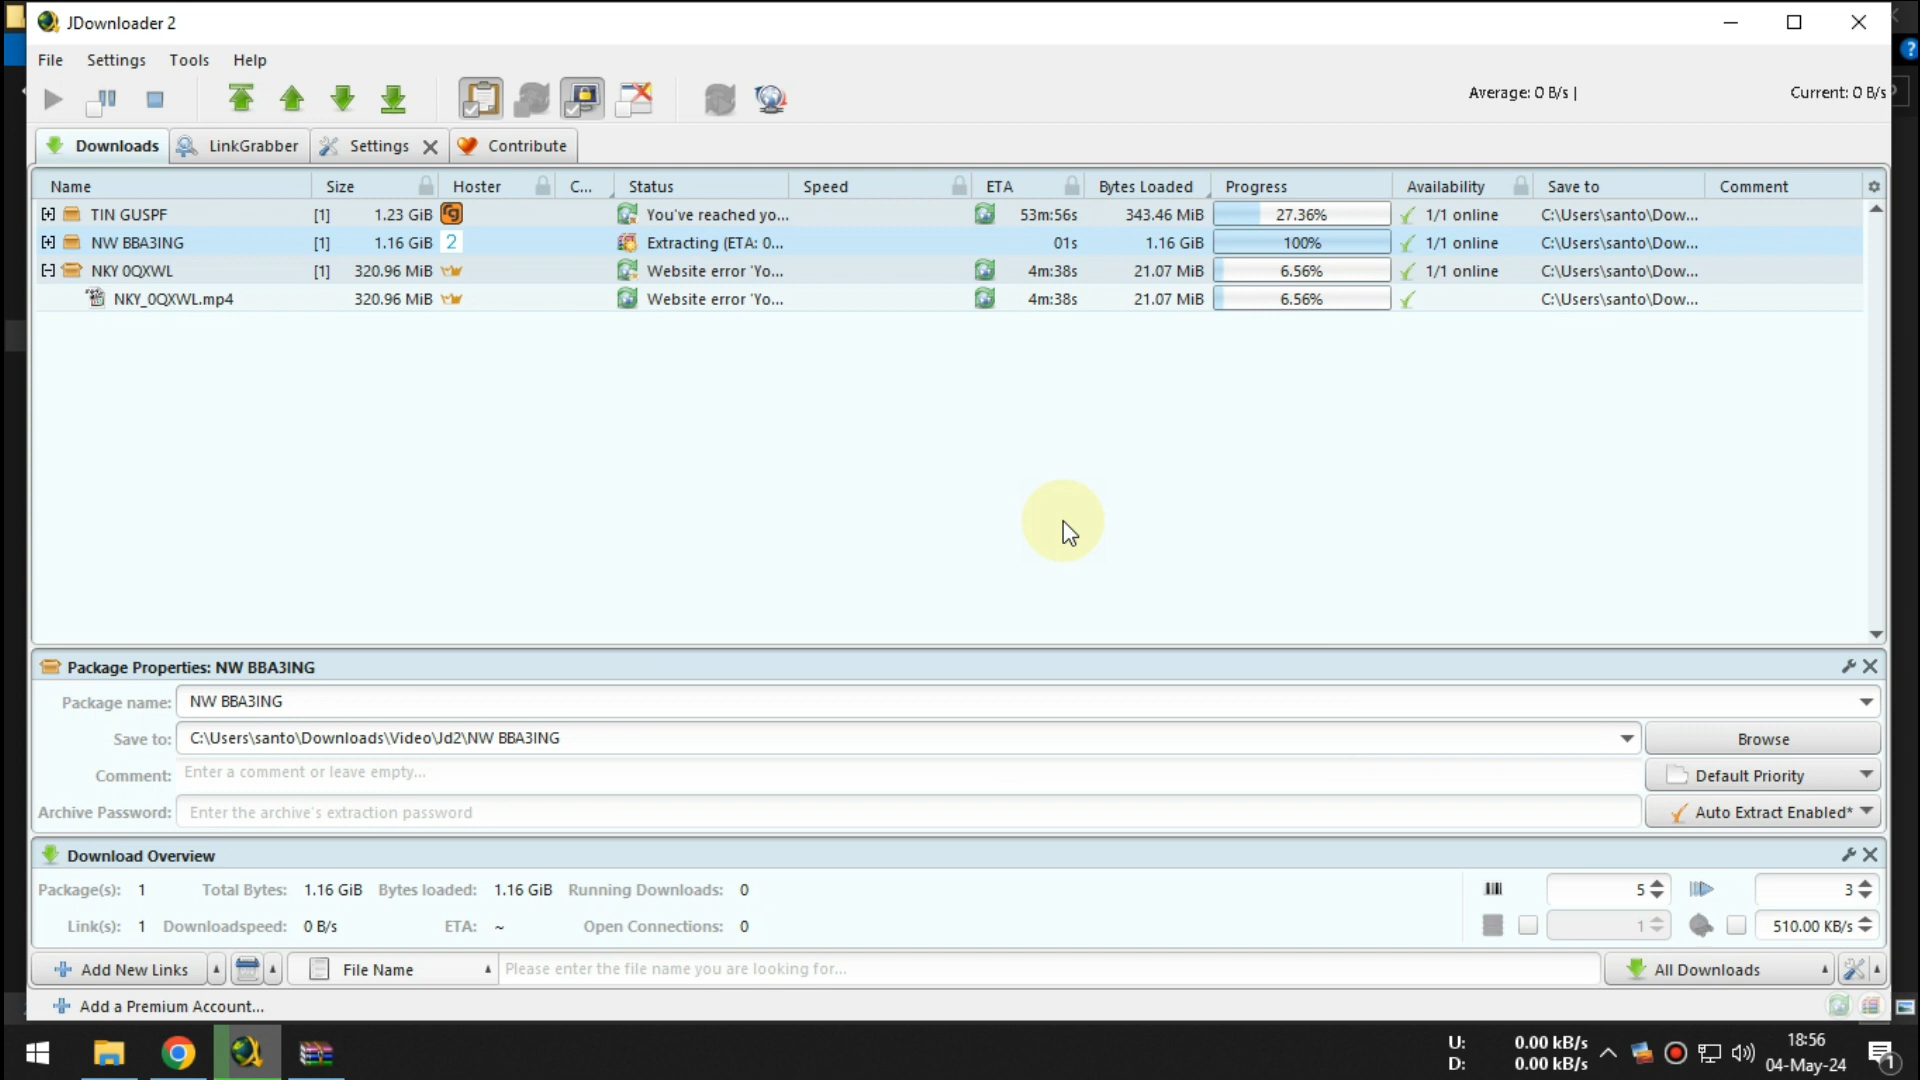 JDownloader 2
File Settings Tools Help
Average: 0 B/s | Current: 0 B/s
Downloads LinkGrabber Settings Contribute
Name Size Hoster C... Status Speed ETA Bytes Loaded Progress Availability Save to Comment
TIN GUSPF [1] 1.23 GiB You've reached yo... 53m:56s 343.46 MiB 27.36% 1/1 online C:\Users\santo\Dow...
NW BBA3ING [1] 1.16 GiB 2 Extracting (ETA: 0... 01s 1.16 GiB 100% 1/1 online C:\Users\santo\Dow...
NKY 0QXWL [1] 320.96 MiB Website error 'Yo... 4m:38s 21.07 MiB 6.56% 1/1 online C:\Users\santo\Dow...
NKY_0QXWL.mp4 320.96 MiB Website error 'Yo... 4m:38s 21.07 MiB 6.56% C:\Users\santo\Dow...
Package Properties: NW BBA3ING
Package name: NW BBA3ING
Save to: C:\Users\santo\Downloads\Video\Jd2\NW BBA3ING Browse
Comment: Enter a comment or leave empty... Default Priority
Archive Password: Enter the archive's extraction password Auto Extract Enabled*
Download Overview
Package(s): 1 Total Bytes: 1.16 GiB Bytes loaded: 1.16 GiB Running Downloads: 0 5 3
Link(s): 1 Downloadspeed: 0 B/s ETA: ~ Open Connections: 0 1 510.00 KB/s
Add New Links File Name Please enter the file name you are looking for... All Downloads
Add a Premium Account...
U: 0.00 kB/s 18:56
D: 0.00 kB/s 04-May-24 1